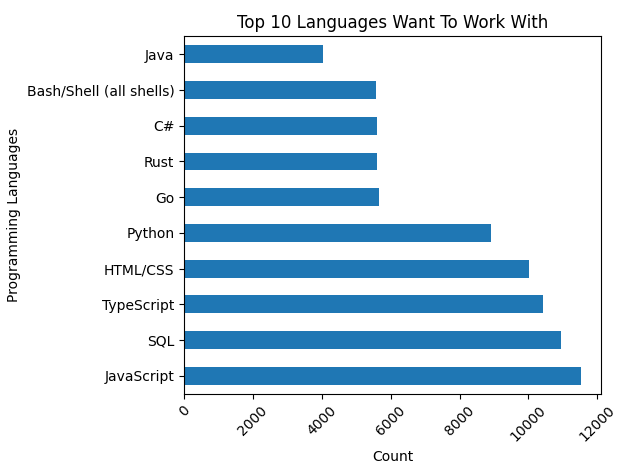 Top 10 Languages Want To Work With
Java
Bash/Shell (all shells)
C#
Rust
Go
Python
HTML/CSS
TypeScript
SQL
JavaScript
Programming Languages
0
2000
4000
6000
8000
10000
12000
Count